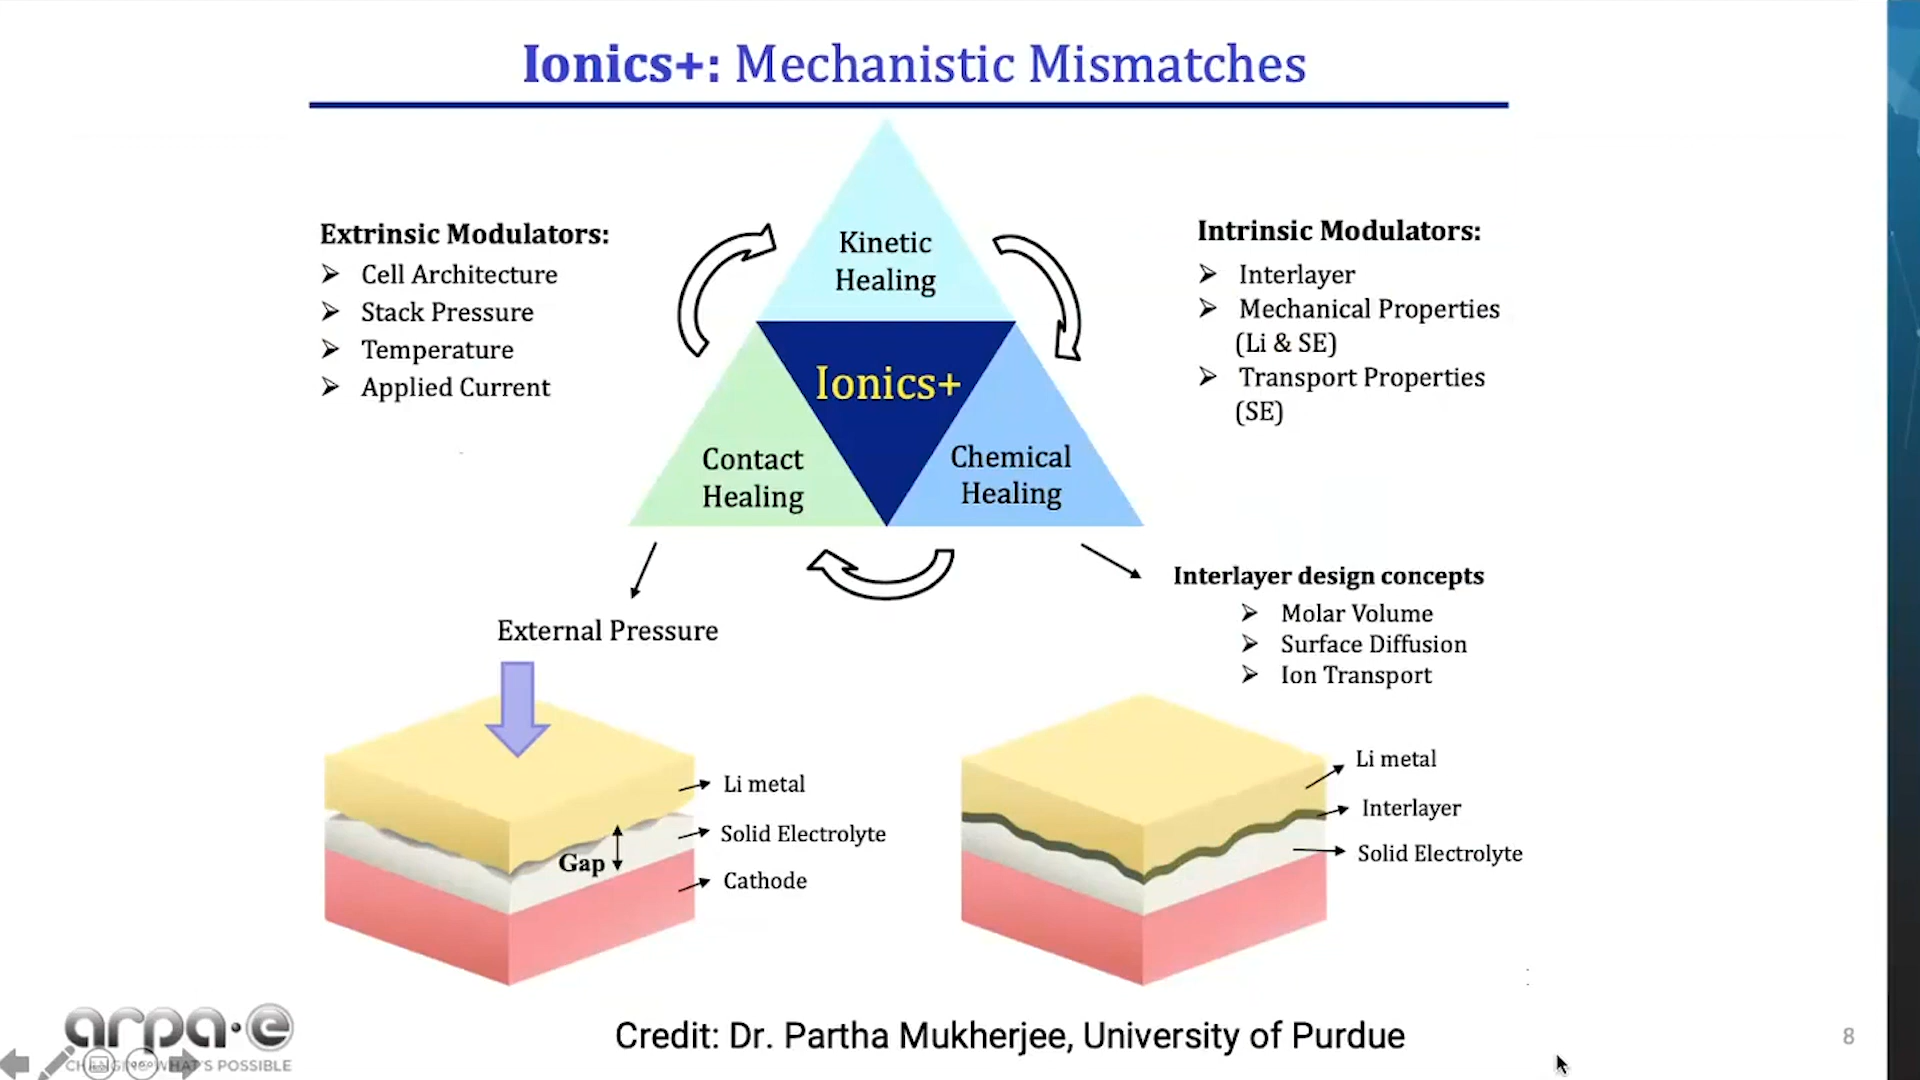 Ionics+: Mechanistic Mismatches
Extrinsic Modulators:
Cell Architecture
Stack Pressure
Temperature
Applied Current
Kinetic
Healing
Ionics+
Contact
Healing
Chemical
Healing
Intrinsic Modulators:
Interlayer
Mechanical Properties
(Li & SE)
Transport Properties
(SE)
External Pressure
Interlayer design concepts
Molar Volume
Surface Diffusion
Ion Transport
Li metal
Solid Electrolyte
Gap
Cathode
Li metal
Interlayer
Solid Electrolyte
arpa·e
CHANGING WHAT'S POSSIBLE
Credit: Dr. Partha Mukherjee, University of Purdue
8